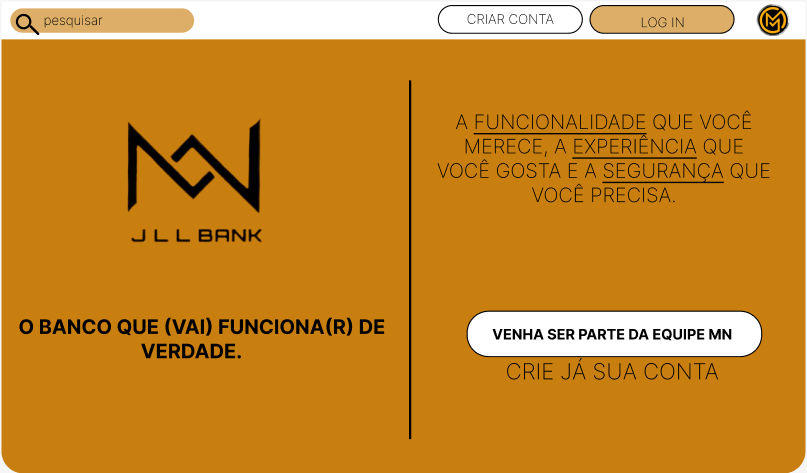 pesquisar
CRIAR CONTA
LOG IN
J L L BANK
O BANCO QUE (VAI) FUNCIONA(R) DE
VERDADE.
A FUNCIONALIDADE QUE VOCÊ
MERECE, A EXPERIÊNCIA QUE
VOCÊ GOSTA E A SEGURANÇA QUE
VOCÊ PRECISA.
VENHA SER PARTE DA EQUIPE MN
CRIE JÁ SUA CONTA